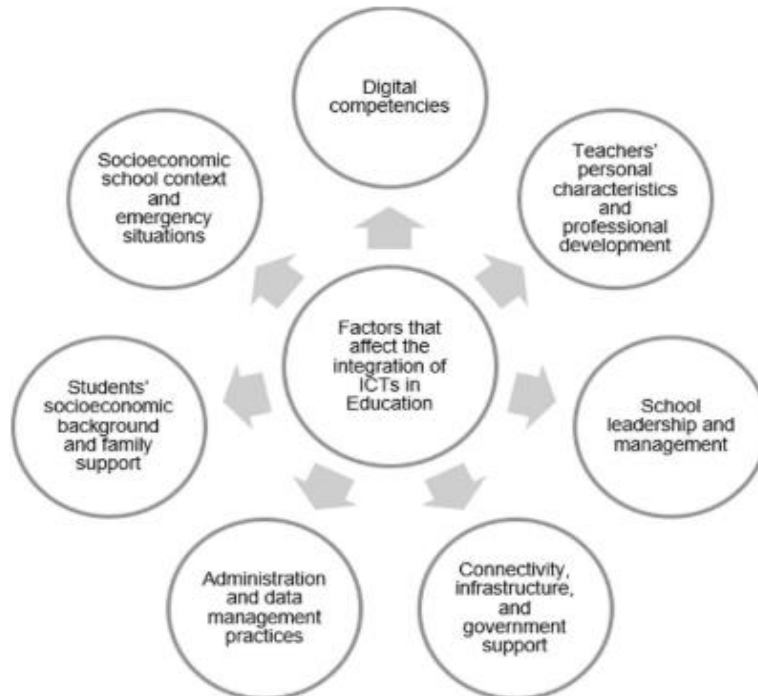 Digital
competencies
Teachers'
personal
characteristics
and
professional
development
School
leadership and
management
Connectivity,
infrastructure,
and
government
support
Administration
and data
management
practices
Students'
socioeconomic
background
and family
support
Socioeconomic
school context
and
emergency
situations
Factors that
affect the
integration of
ICTs in
Education